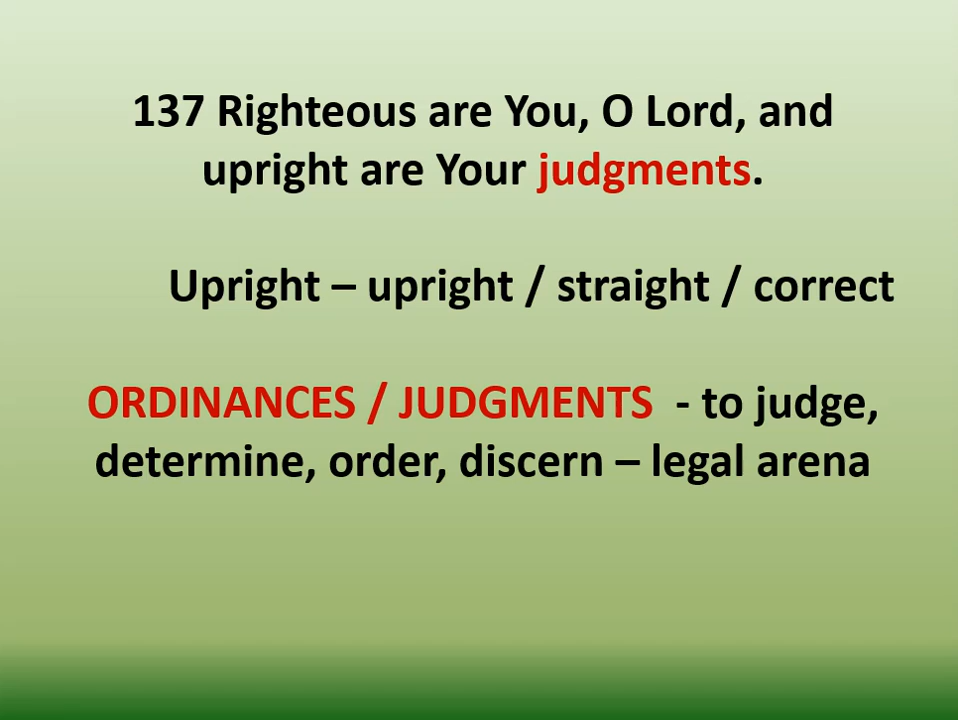 137 Righteous are You, O Lord, and
upright are Your judgments.
Upright – upright / straight / correct
ORDINANCES / JUDGMENTS - to judge,
determine, order, discern – legal arena